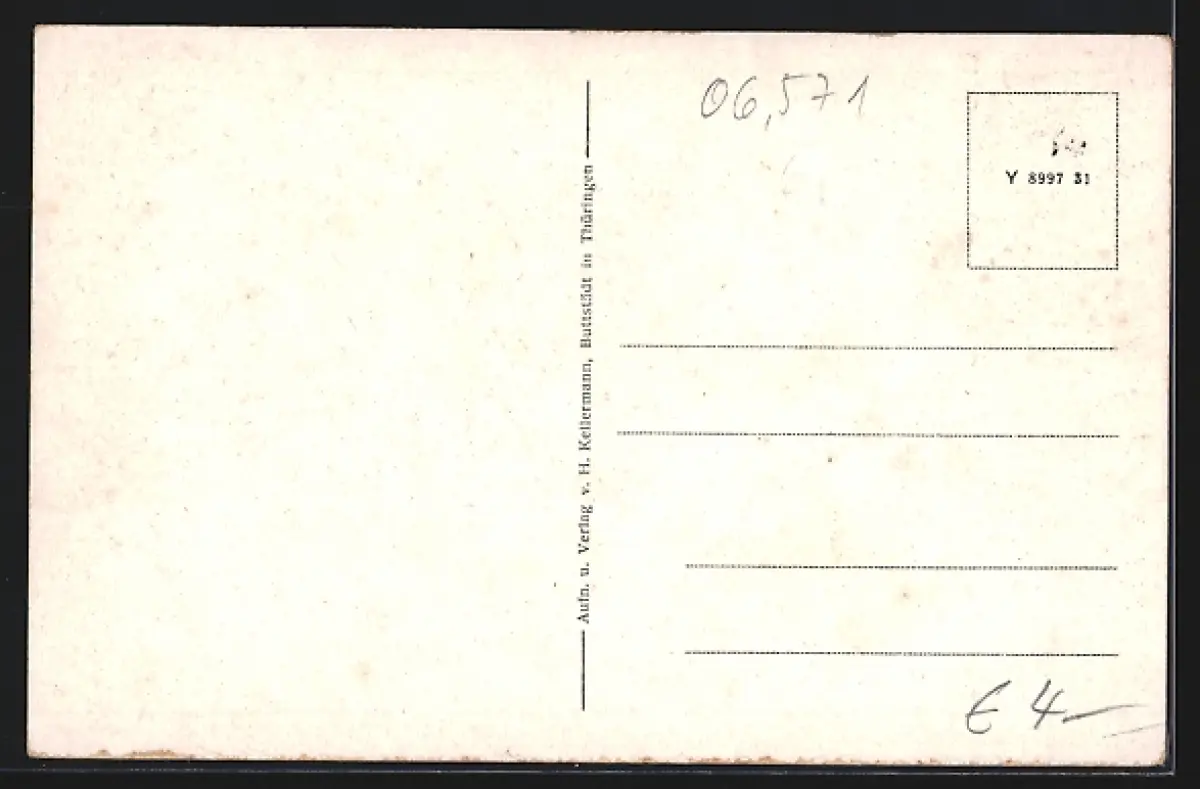 06,571
Y 8997 31
Aufn. u. Verlag v. H. Kellermann, Buttstädt in Thüringen
€ 4,—